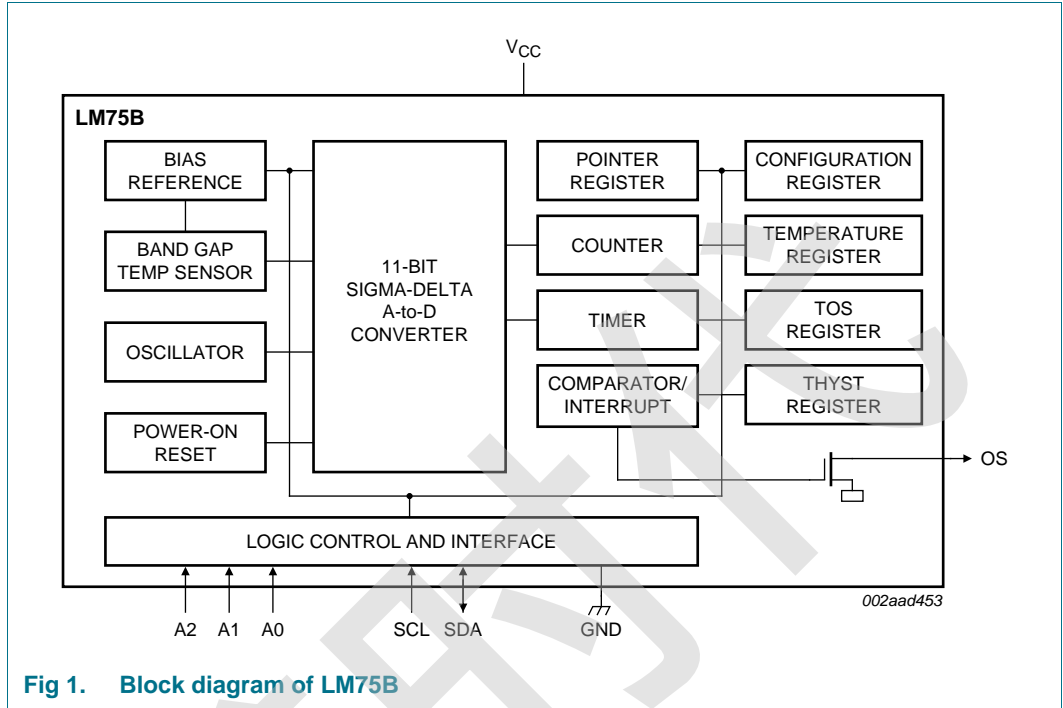 VCC
LM75B
BIAS
REFERENCE
BAND GAP
TEMP SENSOR
OSCILLATOR
POWER-ON
RESET
11-BIT
SIGMA-DELTA
A-to-D
CONVERTER
POINTER
REGISTER
COUNTER
TIMER
COMPARATOR/
INTERRUPT
CONFIGURATION
REGISTER
TEMPERATURE
REGISTER
TOS
REGISTER
THYST
REGISTER
OS
LOGIC CONTROL AND INTERFACE
A2 A1 A0 SCL SDA GND
002aad453
Fig 1. Block diagram of LM75B
时代